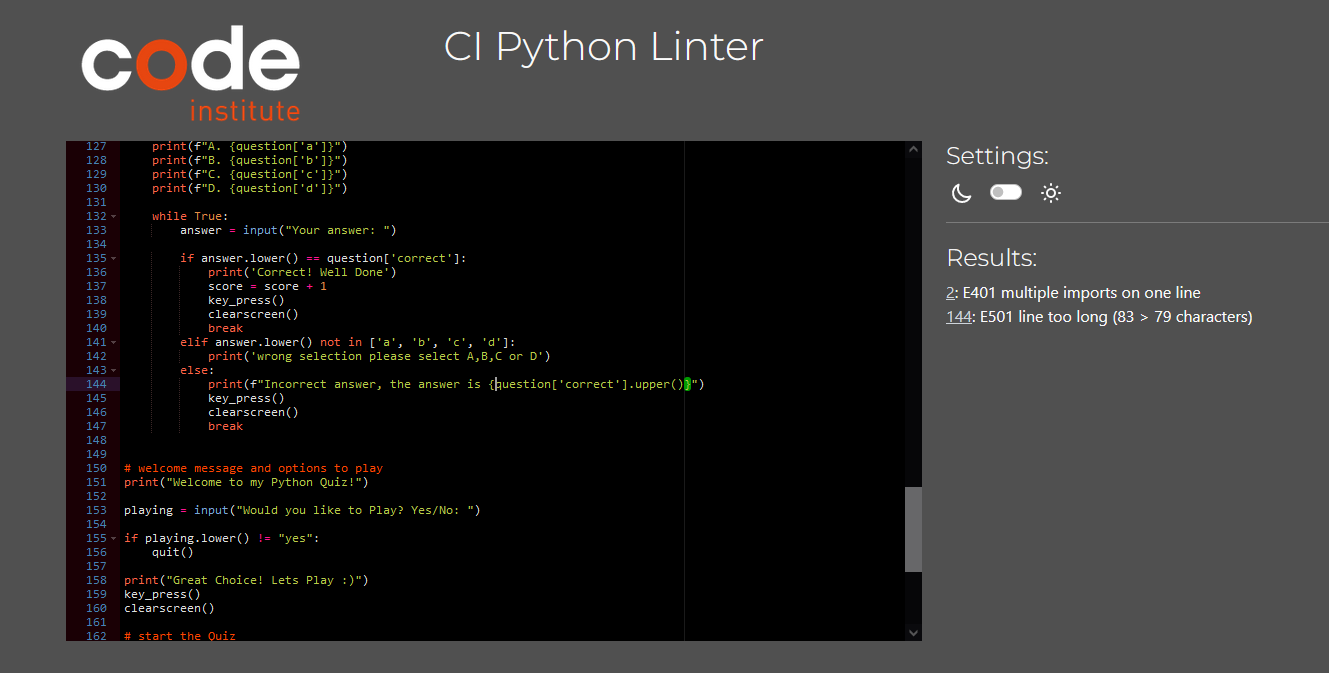 code
institute
CI Python Linter
127 print(f"A. {question['a']}")
128 print(f"B. {question['b']}")
129 print(f"C. {question['c']}")
130 print(f"D. {question['d']}")
131
132 while True:
133 answer = input("Your answer: ")
134
135 if answer.lower() == question['correct']:
136 print('Correct! Well Done')
137 score = score + 1
138 key_press()
139 clearscreen()
140 break
141 elif answer.lower() not in ['a', 'b', 'c', 'd']:
142 print('wrong selection please select A,B,C or D')
143 else:
144 print(f"Incorrect answer, the answer is {question['correct'].upper()}")
145 key_press()
146 clearscreen()
147 break
148
149
150 # welcome message and options to play
151 print("Welcome to my Python Quiz!")
152
153 playing = input("Would you like to Play? Yes/No: ")
154
155 if playing.lower() != "yes":
156 quit()
157
158 print("Great Choice! Lets Play :)")
159 key_press()
160 clearscreen()
161
162 # start the Quiz
Settings:
Results:
2: E401 multiple imports on one line
144: E501 line too long (83 > 79 characters)